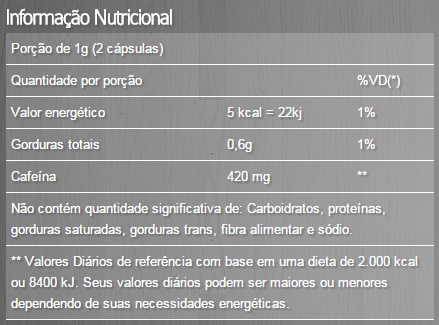 Informação Nutricional
Porção de 1g (2 cápsulas)
Quantidade por porção %VD(*)
Valor energético 5 kcal = 22kj 1%
Gorduras totais 0,6g 1%
Cafeína 420 mg **
Não contém quantidade significativa de: Carboidratos, proteínas,
gorduras saturadas, gorduras trans, fibra alimentar e sódio.
** Valores Diários de referência com base em uma dieta de 2.000 kcal
ou 8400 kJ. Seus valores diários podem ser maiores ou menores
dependendo de suas necessidades energéticas.